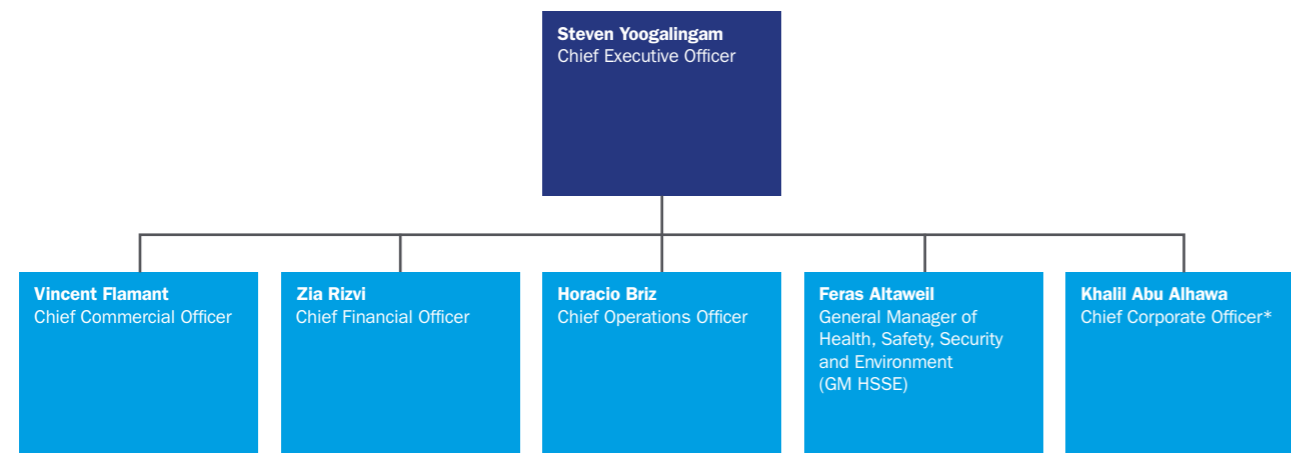 Steven Yoogalingam
Chief Executive Officer
Vincent Flamant
Chief Commercial Officer
Zia Rizvi
Chief Financial Officer
Horacio Briz
Chief Operations Officer
Feras Altaweil
General Manager of
Health, Safety, Security
and Environment
(GM HSSE)
Khalil Abu Alhawa
Chief Corporate Officer*